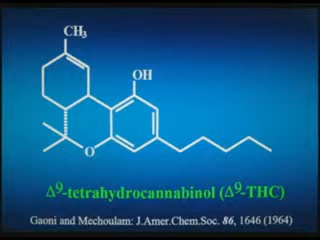 CH3
OH
O
Δ9-tetrahydrocannabinol (Δ9-THC)
Gaoni and Mechoulam: J.Amer.Chem.Soc. 86, 1646 (1964)